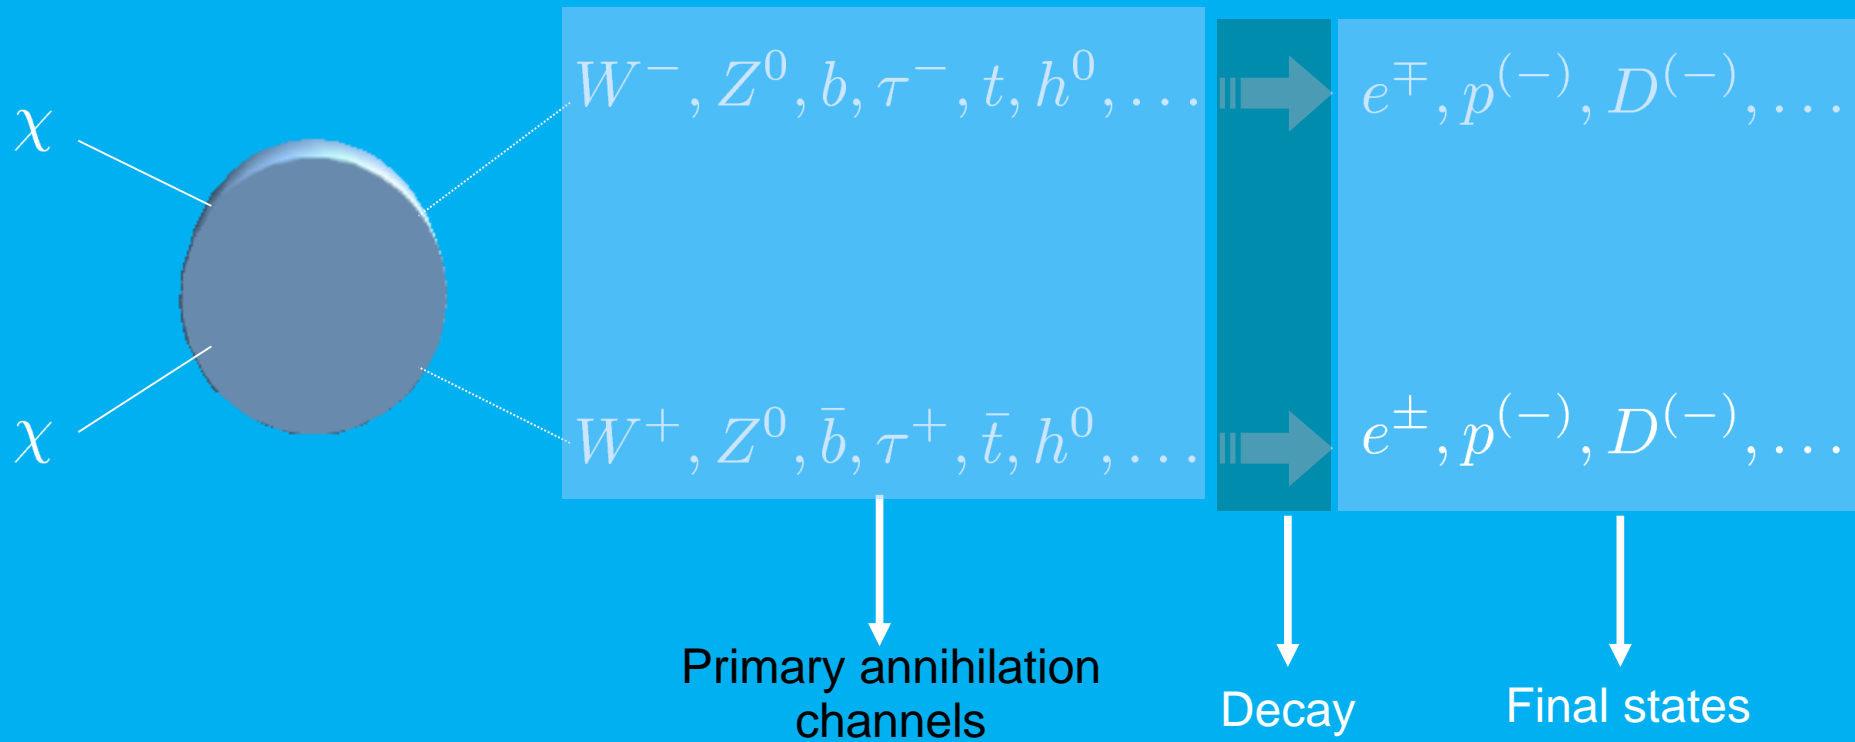 χ
W⁻, Z⁰, b, τ⁻, t, h⁰, ...
e^∓, p^(−), D^(−), ...
χ
W⁺, Z⁰, b̄, τ⁺, t̄, h⁰, ...
e^±, p^(−), D^(−), ...
Primary annihilation
channels
Decay
Final states